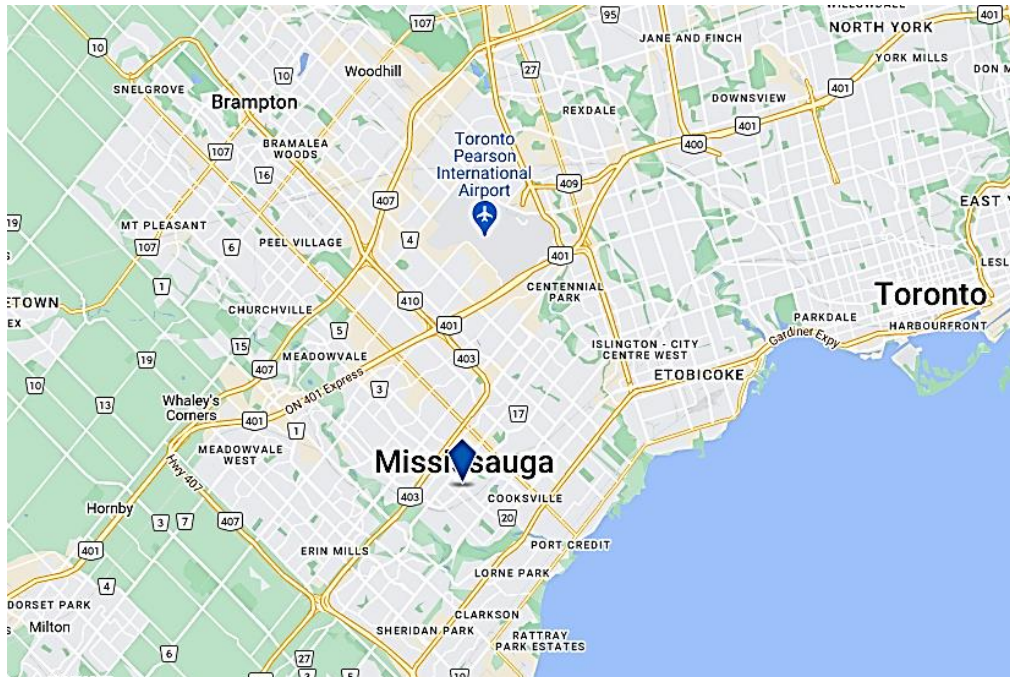 WILLOWDALE
401
107
95
NORTH YORK
10
JANE AND FINCH
YORK MILLS
Woodhill
27
10
DON M
SNELGROVE
401
DOWNSVIEW
Brampton
REXDALE
401
Toronto
Pearson
International
Airport
BRAMALEA
WOODS
107
400
16
409
407
EAST Y
MT PLEASANT
107
6
PEEL VILLAGE
4
401
401
LESL
1
CENTENNIAL
PARK
ETOWN
EX
410
Toronto
CHURCHVILLE
PARKDALE
HARBOURFRONT
5
401
Gardiner Expy
15
MEADOWVALE
403
ISLINGTON - CITY
CENTRE WEST
19
407
ETOBICOKE
10
ON 401 Express
3
Whaley's
Corners
13
17
401
1
MEADOWVALE
WEST
Mississauga
Hwy 407
403
COOKSVILLE
Hornby
3
7
407
20
401
ERIN MILLS
PORT CREDIT
LORNE PARK
4
DORSET PARK
CLARKSON
Milton
SHERIDAN PARK
RATTRAY
PARK ESTATES
6